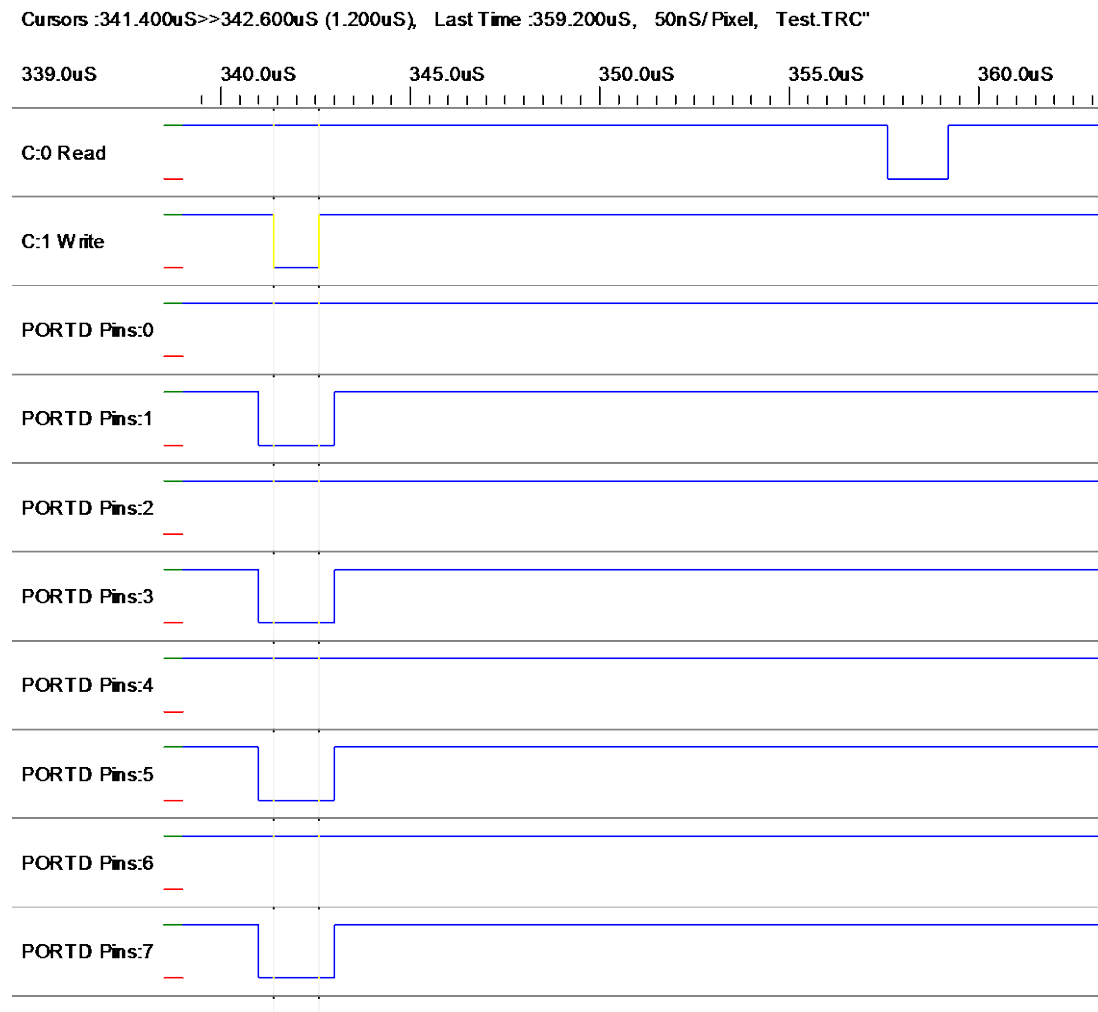 Cursors :341.400uS>>342.600uS (1.200uS),   Last Time :359.200uS,   50nS/Pixel,   Test.TRC"
339.0uS 340.0uS 345.0uS 350.0uS 355.0uS 360.0uS
C:0 Read
C:1 Write
PORTD Pins:0
PORTD Pins:1
PORTD Pins:2
PORTD Pins:3
PORTD Pins:4
PORTD Pins:5
PORTD Pins:6
PORTD Pins:7